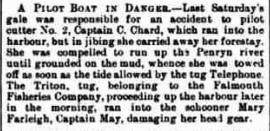 A PILOT BOAT IN DANGER.—Last Saturday's
gale was responsible for an accident to pilot
cutter No. 2, Captain C. Chard, which ran into the
harbour, but in jibing she carried away her forestay.
She was compelled to run up the Penryn river
until grounded on the mud, whence she was towed
off as soon as the tide allowed by the tug Telephone.
The Triton, tug, belonging to the Falmouth
Fisheries Company, proceeding up the harbour later
in the morning, ran into the schooner Mary
Farleigh, Captain May, damaging her head gear.